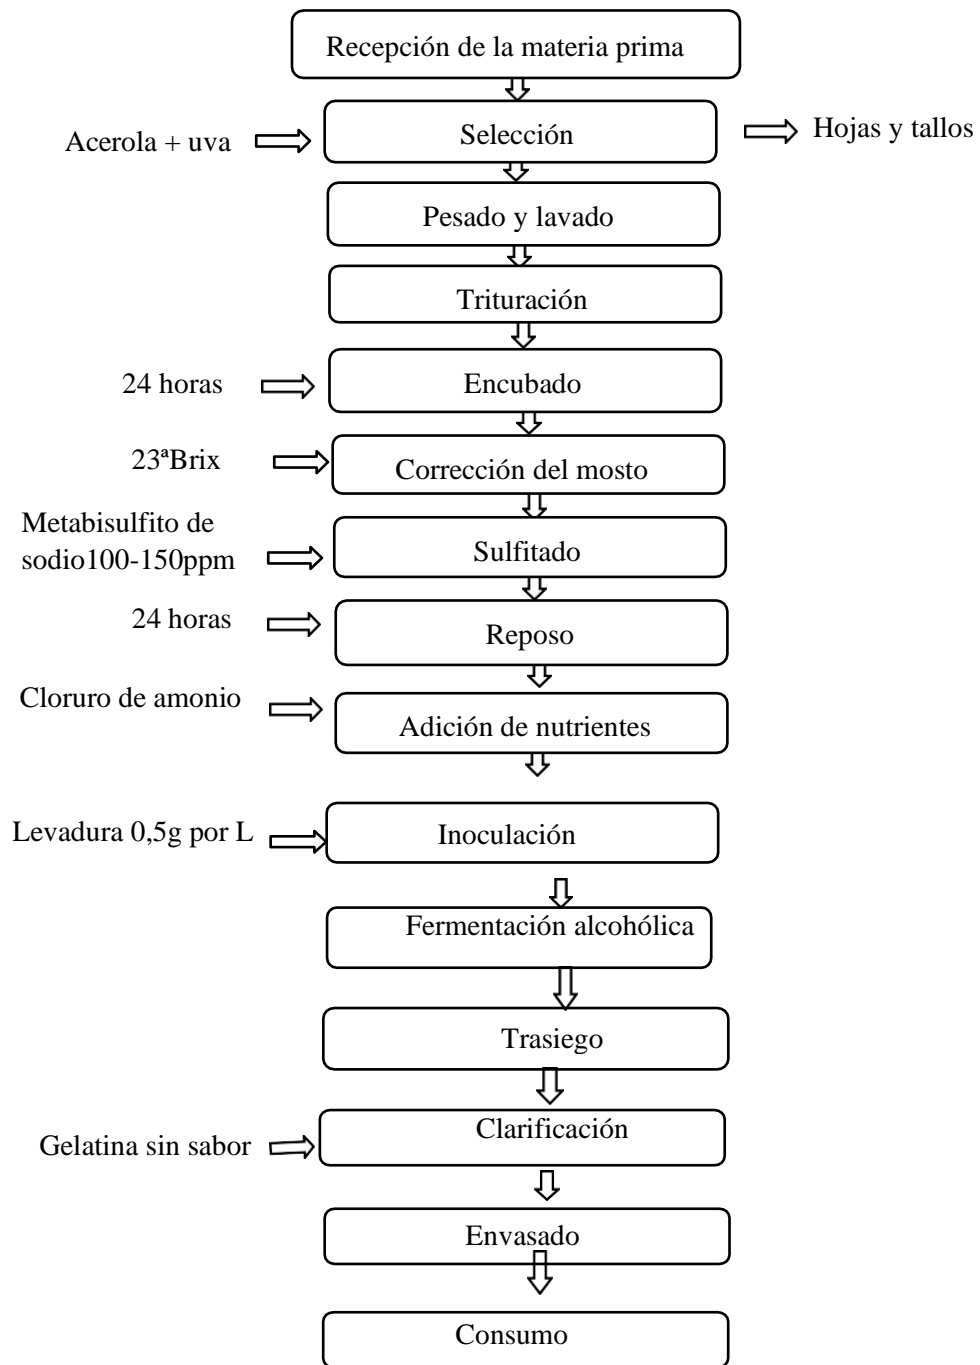 Recepción de la materia prima
Acerola + uva
Selección
Hojas y tallos
Pesado y lavado
Trituración
24 horas
Encubado
23ªBrix
Corrección del mosto
Metabisulfito de
sodio100-150ppm
Sulfitado
24 horas
Reposo
Cloruro de amonio
Adición de nutrientes
Levadura 0,5g por L
Inoculación
Fermentación alcohólica
Trasiego
Clarificación
Gelatina sin sabor
Envasado
Consumo